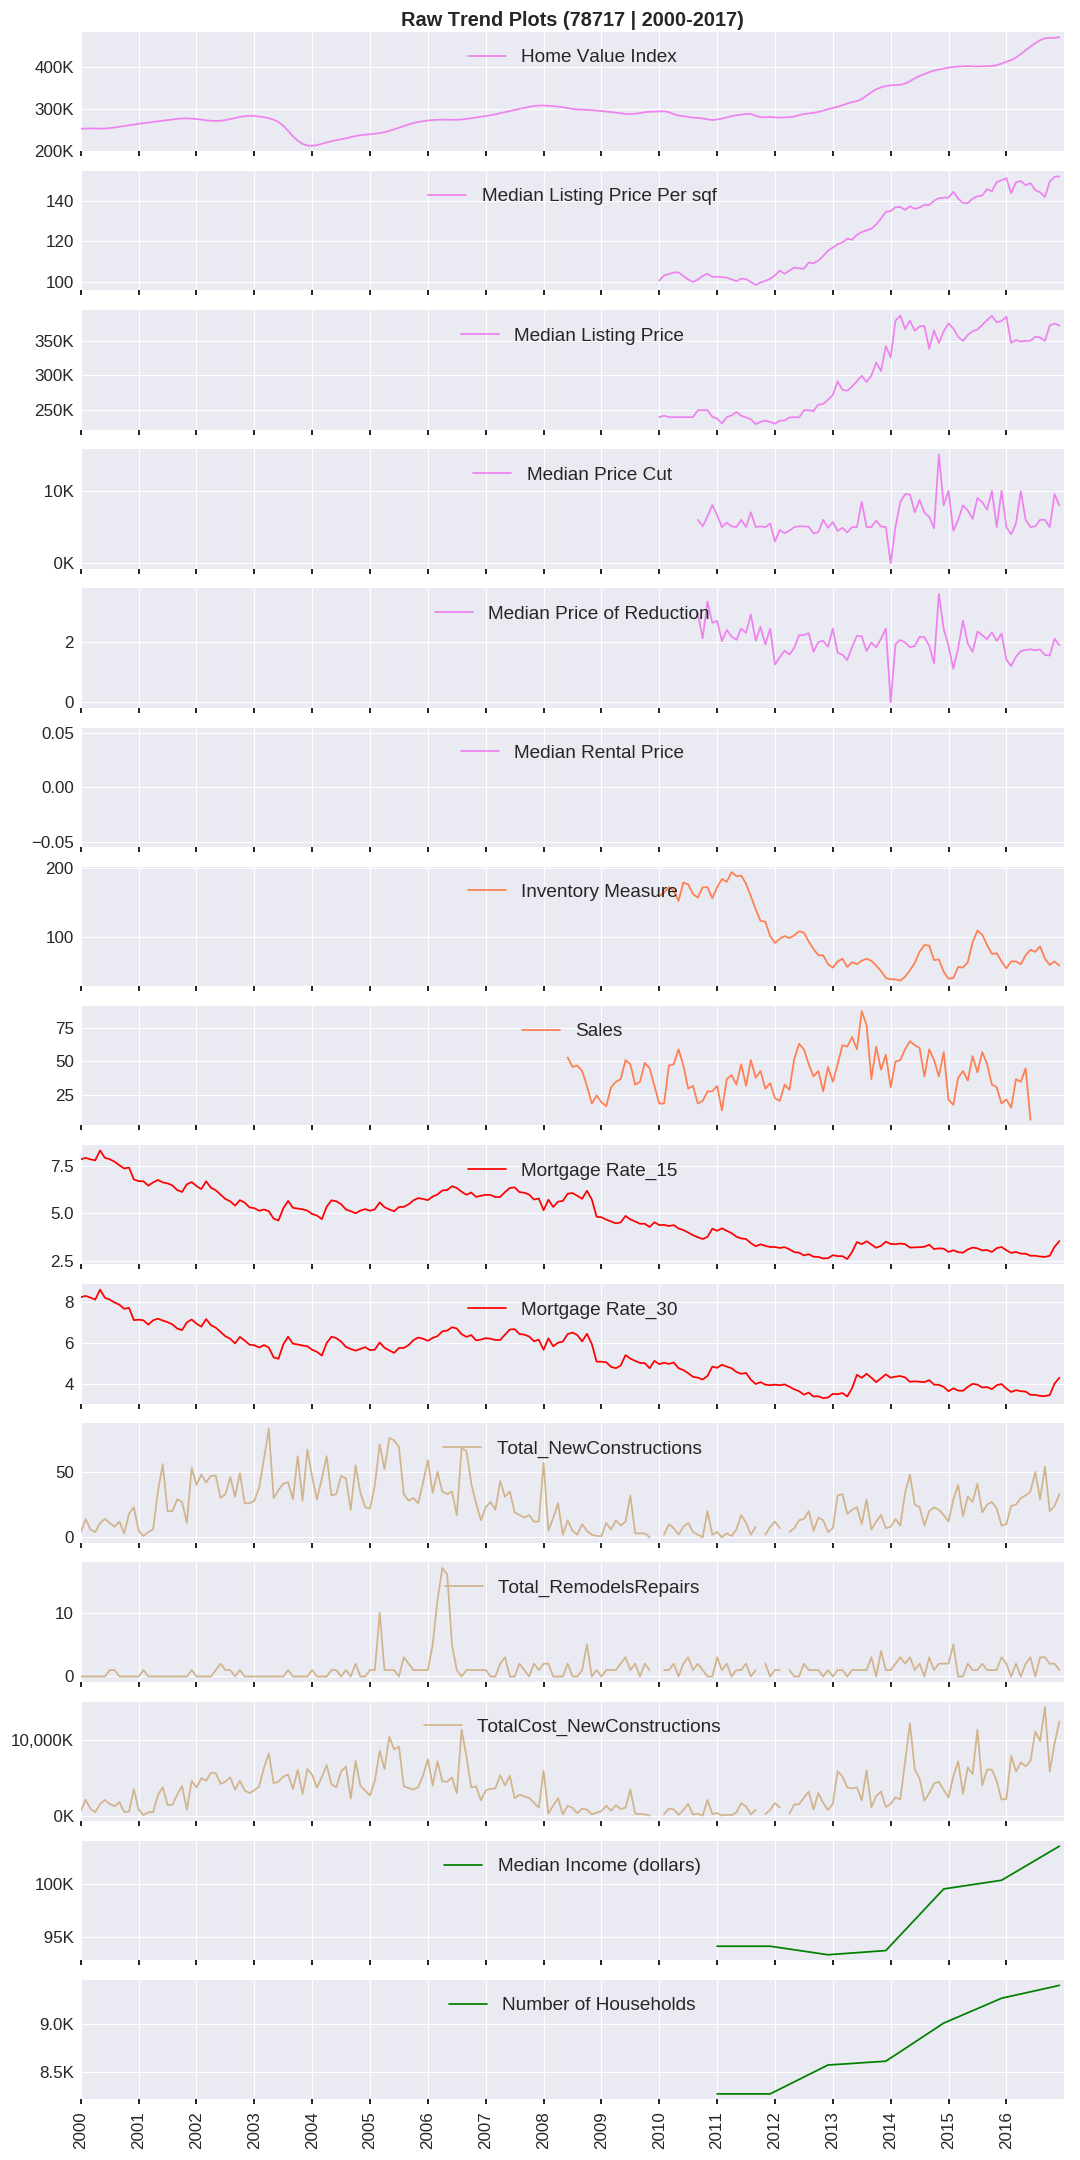 Raw Trend Plots (78717 | 2000-2017)
Home Value Index
400K
300K
200K
Median Listing Price Per sqf
140
120
100
Median Listing Price
350K
300K
250K
Median Price Cut
10K
0K
Median Price of Reduction
2
0
Median Rental Price
0.05
0.00
−0.05
Inventory Measure
200
100
Sales
75
50
25
Mortgage Rate_15
7.5
5.0
2.5
Mortgage Rate_30
8
6
4
Total_NewConstructions
50
0
Total_RemodelsRepairs
10
0
TotalCost_NewConstructions
10,000K
0K
Median Income (dollars)
100K
95K
Number of Households
9.0K
8.5K
2000 2001 2002 2003 2004 2005 2006 2007 2008 2009 2010 2011 2012 2013 2014 2015 2016